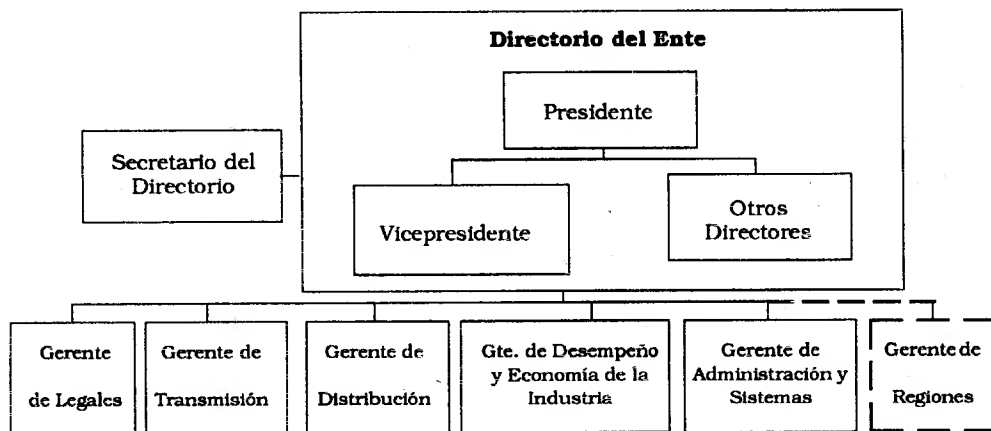 Directorio del Ente
Presidente
Secretario del
Directorio
Vicepresidente
Otros
Directores
Gerente
de Legales
Gerente de
Transmisión
Gerente de
Distribución
Gte. de Desempeño
y Economía de la
Industria
Gerente de
Administración y
Sistemas
Gerente de
Regiones